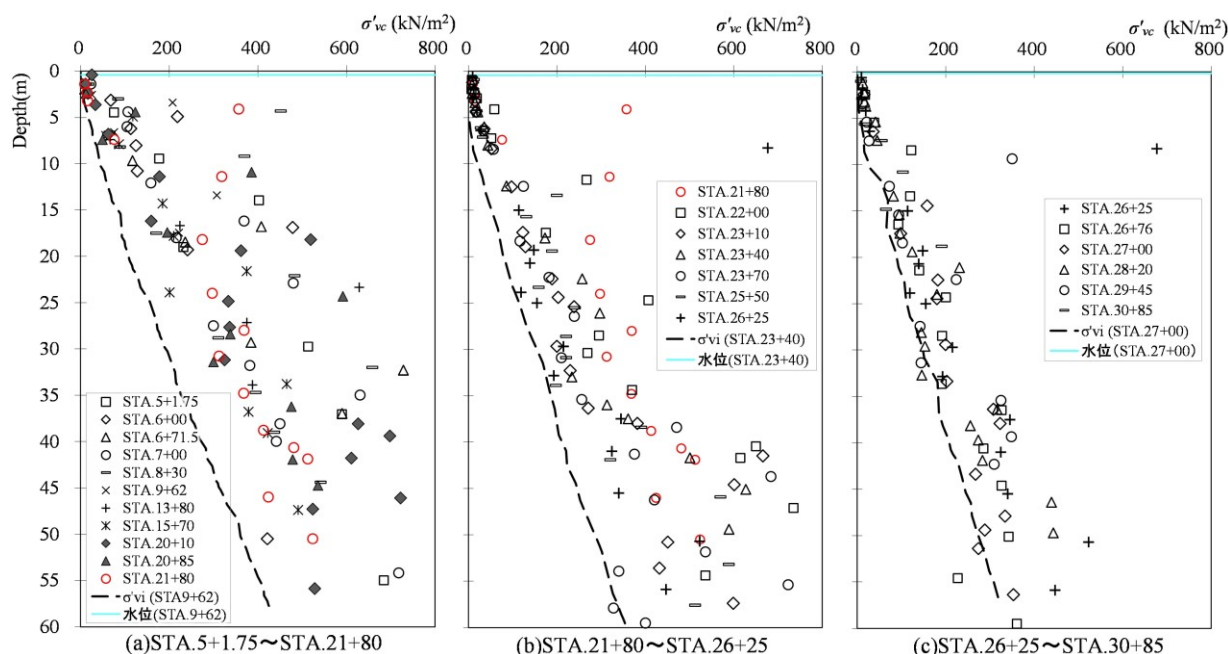 σ'vc (kN/m²)
0 200 400 600 800
Depth(m)
0
5
10
15
20
25
30
35
40
45
50
55
60
STA.5+1.75
STA.6+00
STA.6+71.5
STA.7+00
STA.8+30
STA.9+62
STA.13+80
STA.15+70
STA.20+10
STA.20+85
STA.21+80
σ'vi (STA9+62)
水位(STA.9+62)
(a)STA.5+1.75～STA.21+80
σ'vc (kN/m²)
0 200 400 600 800
STA.21+80
STA.22+00
STA.23+10
STA.23+40
STA.23+70
STA.25+50
STA.26+25
σ'vi (STA.23+40)
水位(STA.23+40)
(b)STA.21+80～STA.26+25
σ'vc (kN/m²)
0 200 400 600 800
STA.26+25
STA.26+76
STA.27+00
STA.28+20
STA.29+45
STA.30+85
σ'vi (STA.27+00)
水位(STA.27+00)
(c)STA.26+25～STA.30+85